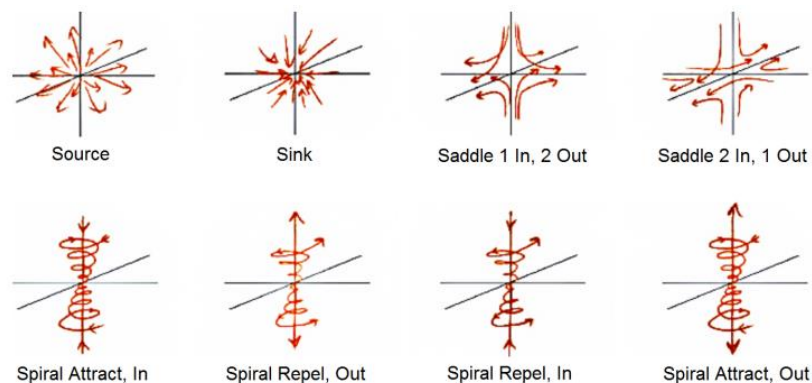 Source
Sink
Saddle 1 In, 2 Out
Saddle 2 In, 1 Out
Spiral Attract, In
Spiral Repel, Out
Spiral Repel, In
Spiral Attract, Out